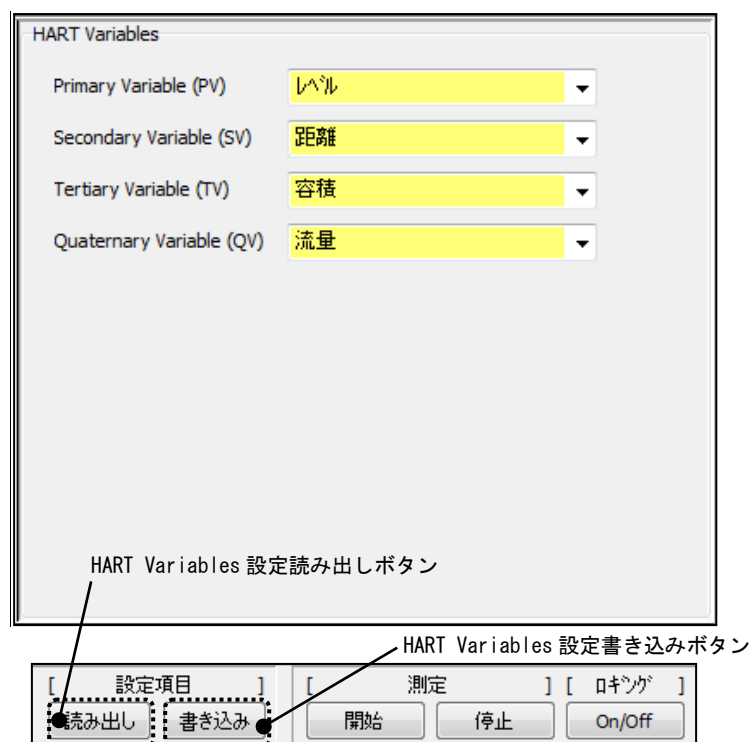 HART Variables
Primary Variable (PV) レベル
Secondary Variable (SV) 距離
Tertiary Variable (TV) 容積
Quaternary Variable (QV) 流量
HART Variables 設定読み出しボタン
HART Variables 設定書き込みボタン
[ 設定項目 ] [ 測定 ] [ ロギング ]
読み出し 書き込み 開始 停止 On/Off